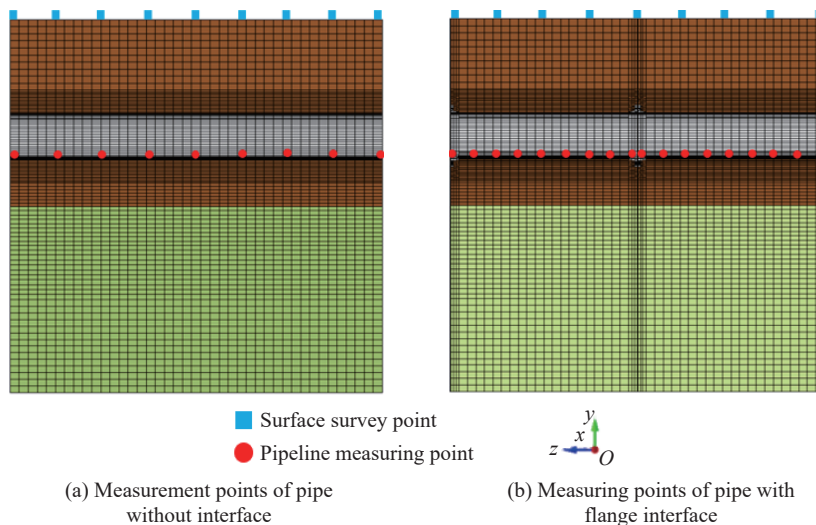 Surface survey point
Pipeline measuring point
y
x
z
O
(a) Measurement points of pipe
without interface
(b) Measuring points of pipe with
flange interface